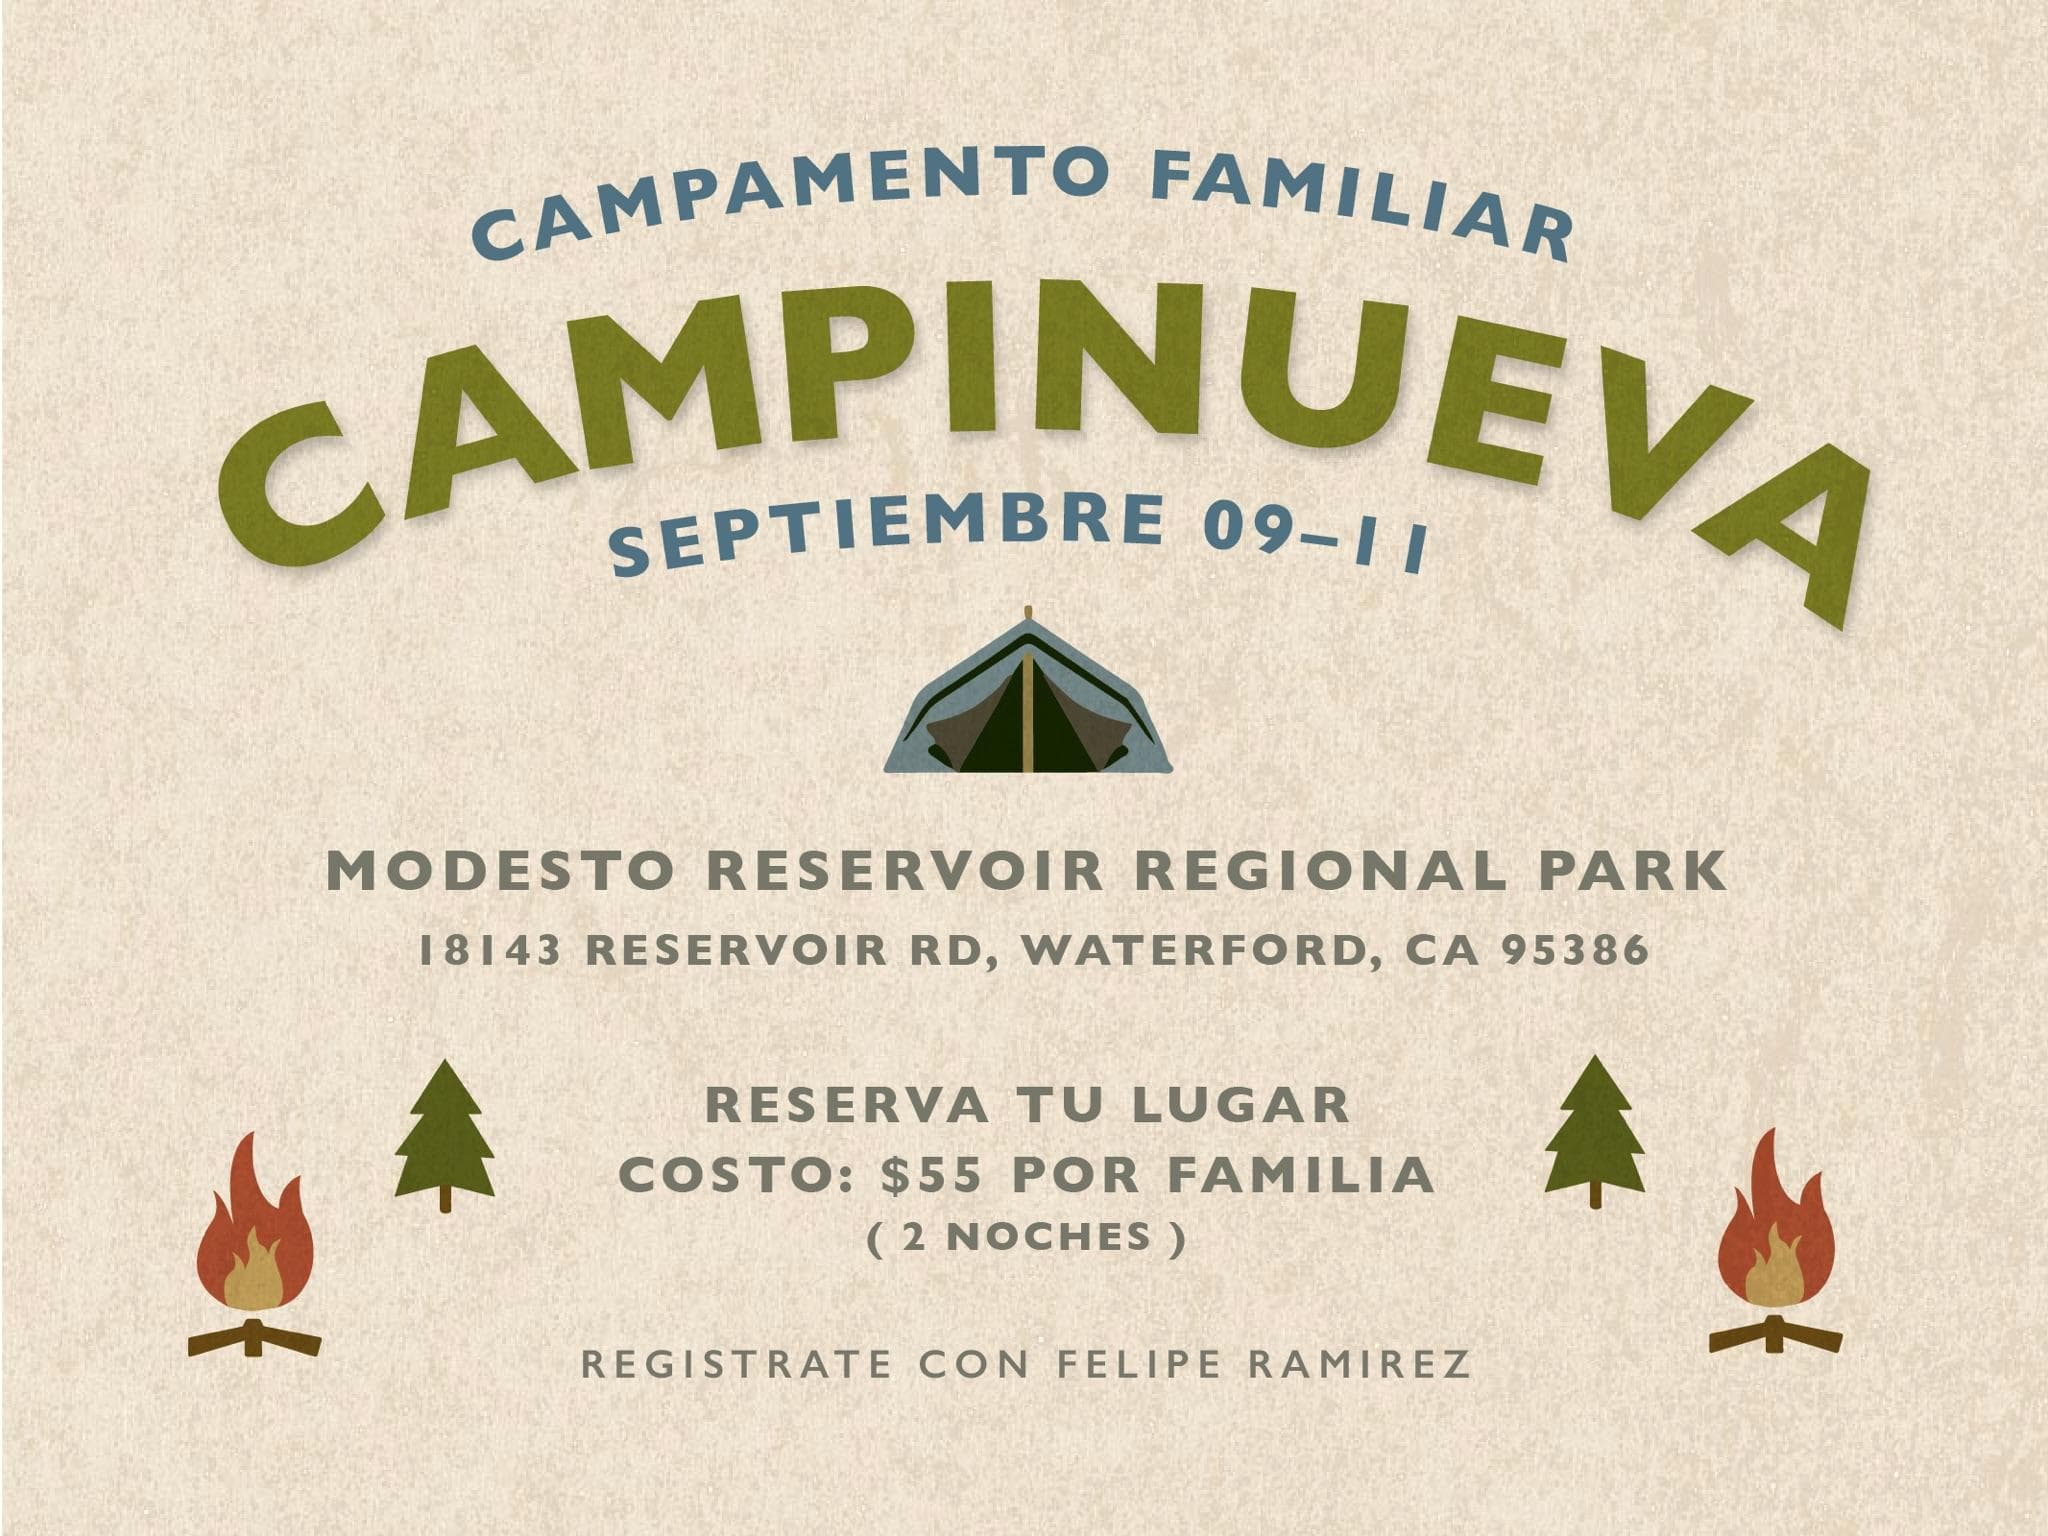 CAMPAMENTO FAMILIAR
CAMPINUEVA
SEPTIEMBRE 09–11
MODESTO RESERVOIR REGIONAL PARK
18143 RESERVOIR RD, WATERFORD, CA 95386
RESERVA TU LUGAR
COSTO: $55 POR FAMILIA
( 2 NOCHES )
REGISTRATE CON FELIPE RAMIREZ